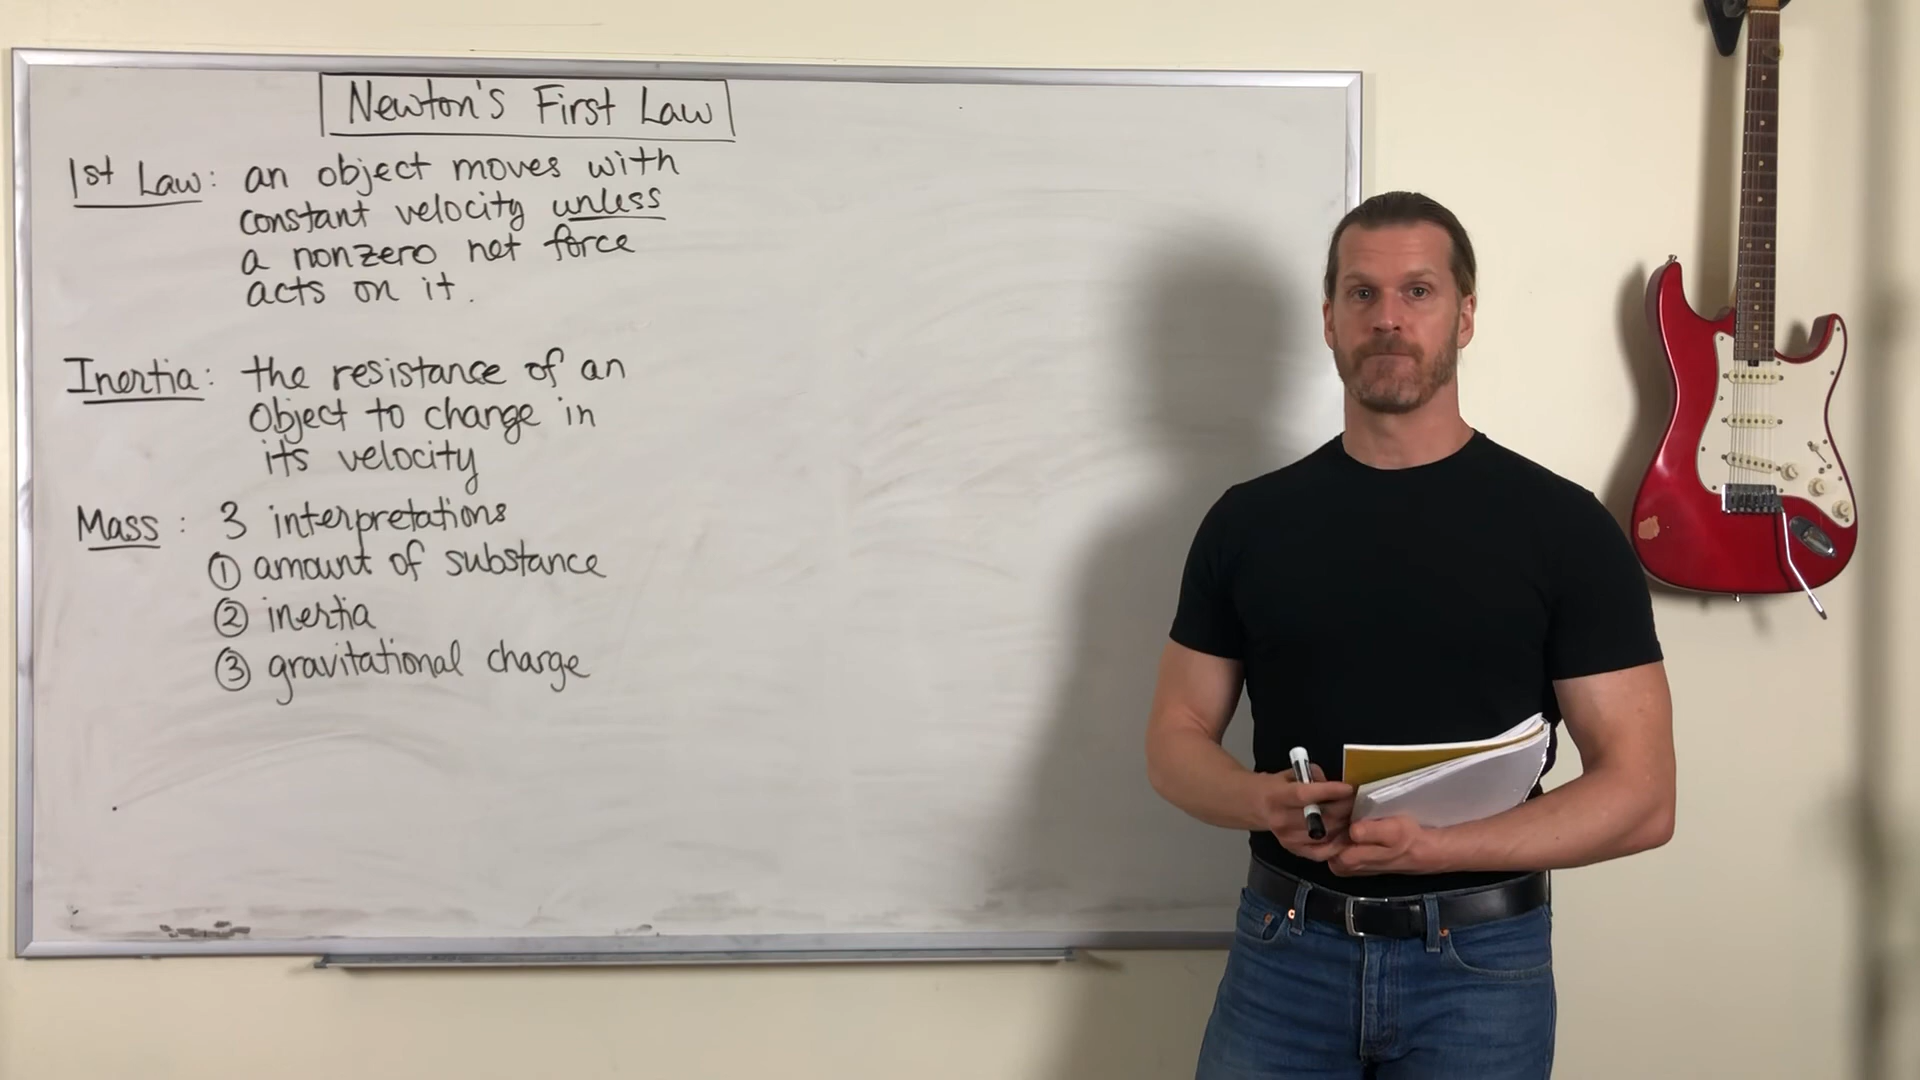 Newton's First Law
1st Law: an object moves with
constant velocity unless
a nonzero net force
acts on it.
Inertia: the resistance of an
object to change in
its velocity
Mass: 3 interpretations
① amount of substance
② inertia
③ gravitational charge